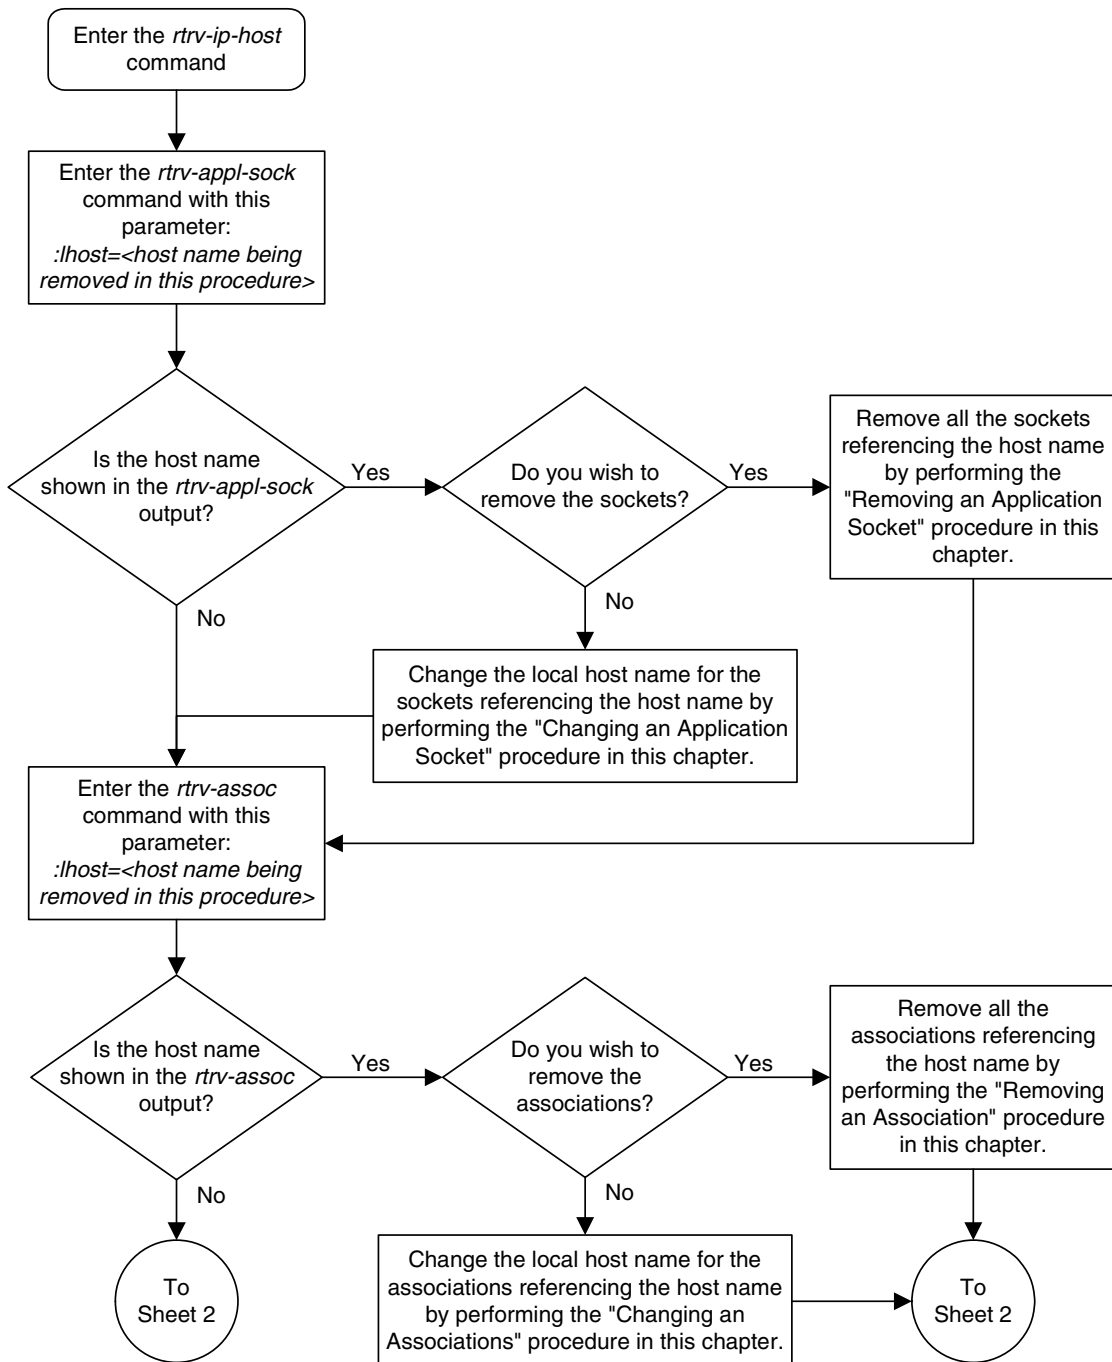 Enter the rtrv-ip-host
command
Enter the rtrv-appl-sock
command with this
parameter:
:lhost=<host name being
removed in this procedure>
Is the host name
shown in the rtrv-appl-sock
output?
Yes
Do you wish to
remove the sockets?
Yes
Remove all the sockets
referencing the host name
by performing the
"Removing an Application
Socket" procedure in this
chapter.
No
No
Change the local host name for the
sockets referencing the host name by
performing the "Changing an Application
Socket" procedure in this chapter.
Enter the rtrv-assoc
command with this
parameter:
:lhost=<host name being
removed in this procedure>
Is the host name
shown in the rtrv-assoc
output?
Yes
Do you wish to
remove the
associations?
Yes
Remove all the
associations referencing
the host name by
performing the "Removing
an Association" procedure
in this chapter.
No
No
To
Sheet 2
Change the local host name for the
associations referencing the host name
by performing the "Changing an
Associations" procedure in this chapter.
To
Sheet 2